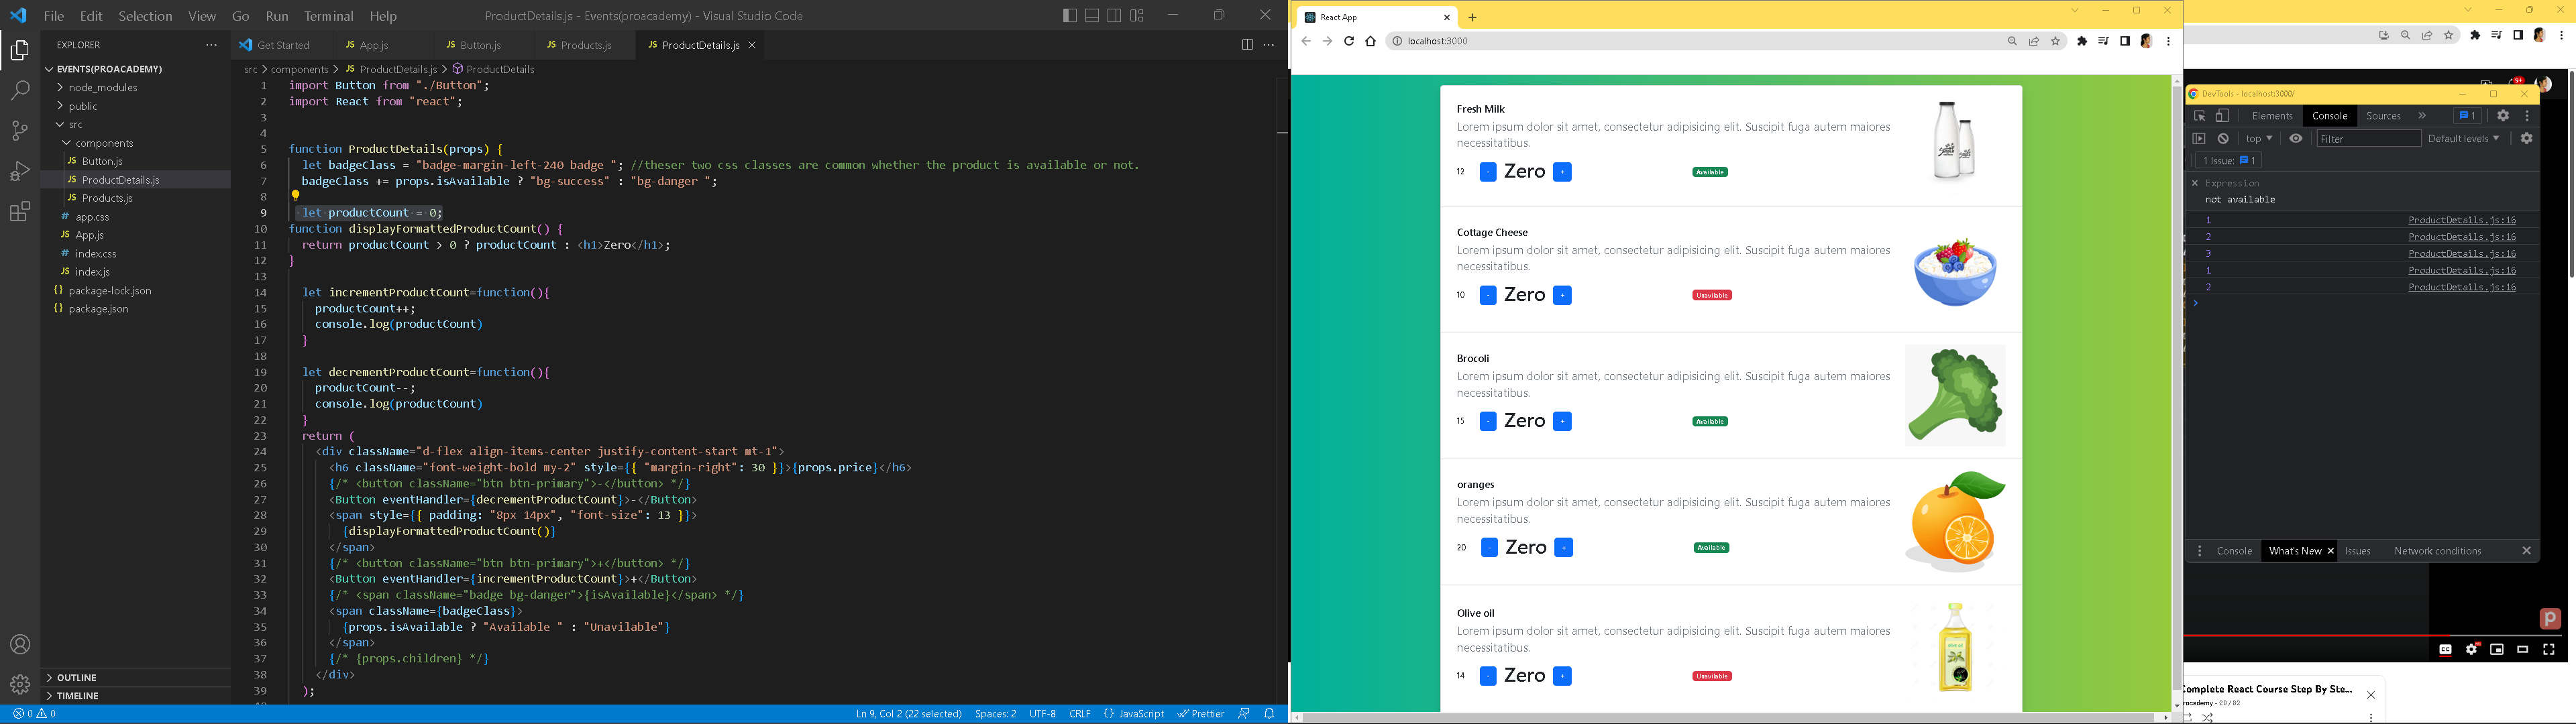 File Edit Selection View Go Run Terminal Help
ProductDetails.js - Events(proacademy) - Visual Studio Code
EXPLORER
EVENTS(PROACADEMY)
node_modules
public
src
components
Button.js
ProductDetails.js
Products.js
app.css
App.js
index.css
index.js
package-lock.json
package.json
OUTLINE
TIMELINE
Get Started App.js Button.js Products.js ProductDetails.js
src > components > ProductDetails.js > ProductDetails
1 import Button from "./Button";
2 import React from "react";
3
4
5 function ProductDetails(props) {
6 let badgeClass = "badge-margin-left-240 badge "; //theser two css classes are common whether the product is available or not.
7 badgeClass += props.isAvailable ? "bg-success" : "bg-danger ";
8
9 let productCount = 0;
10 function displayFormattedProductCount() {
11 return productCount > 0 ? productCount : <h1>Zero</h1>;
12 }
13
14 let incrementProductCount=function(){
15 productCount++;
16 console.log(productCount)
17 }
18
19 let decrementProductCount=function(){
20 productCount--;
21 console.log(productCount)
22 }
23 return (
24 <div className="d-flex align-items-center justify-content-start mt-1">
25 <h6 className="font-weight-bold my-2" style={{ "margin-right": 30 }}>{props.price}</h6>
26 {/* <button className="btn btn-primary">-</button> */}
27 <Button eventHandler={decrementProductCount}>-</Button>
28 <span style={{ padding: "8px 14px", "font-size": 13 }}>
29 {displayFormattedProductCount()}
30 </span>
31 {/* <button className="btn btn-primary">+</button> */}
32 <Button eventHandler={incrementProductCount}>+</Button>
33 {/* <span className="badge bg-danger">{isAvailable}</span> */}
34 <span className={badgeClass}>
35 {props.isAvailable ? "Available " : "Unavilable"}
36 </span>
37 {/* {props.children} */}
38 </div>
39 );
0 0
Ln 9, Col 2 (22 selected) Spaces: 2 UTF-8 CRLF {} JavaScript Prettier
React App
localhost:3000
Fresh Milk
Lorem ipsum dolor sit amet, consectetur adipisicing elit. Suscipit fuga autem maiores
necessitatibus.
12 - Zero + Available
Cottage Cheese
Lorem ipsum dolor sit amet, consectetur adipisicing elit. Suscipit fuga autem maiores
necessitatibus.
10 - Zero + Unavilable
Brocoli
Lorem ipsum dolor sit amet, consectetur adipisicing elit. Suscipit fuga autem maiores
necessitatibus.
15 - Zero + Available
oranges
Lorem ipsum dolor sit amet, consectetur adipisicing elit. Suscipit fuga autem maiores
necessitatibus.
20 - Zero + Available
Olive oil
Lorem ipsum dolor sit amet, consectetur adipisicing elit. Suscipit fuga autem maiores
necessitatibus.
14 - Zero + Unavilable
9+
DevTools - localhost:3000/
Elements Console Sources » 1
top Filter Default levels
1 Issue: 1
Expression
not available
1 ProductDetails.js:16
2 ProductDetails.js:16
3 ProductDetails.js:16
1 ProductDetails.js:16
2 ProductDetails.js:16
Console What's New Issues Network conditions
Complete React Course Step By Ste...
roacademy - 20 / 82